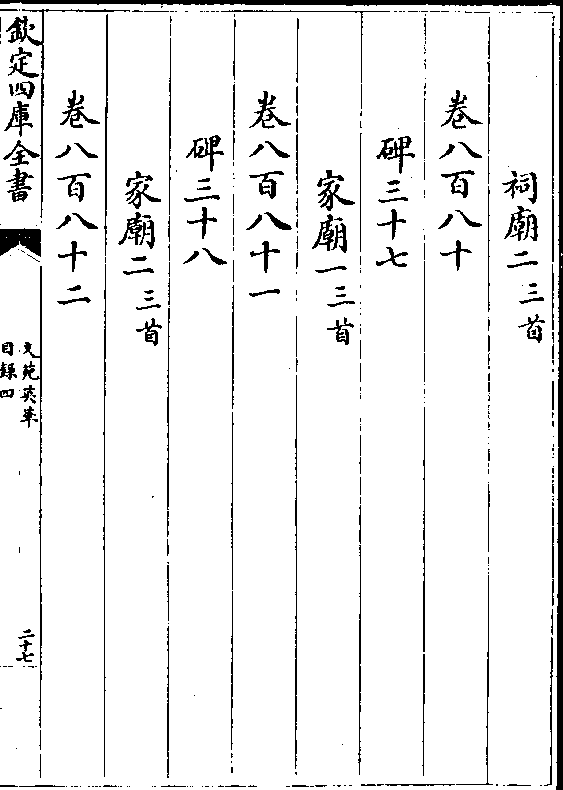 祠廟二 三首
卷八百八十
碑三十七
家廟一 三首
卷八百八十一
碑三十八
家廟二 三首
卷八百八十二
欽定四庫全書
文苑英華
目錄四
二十七